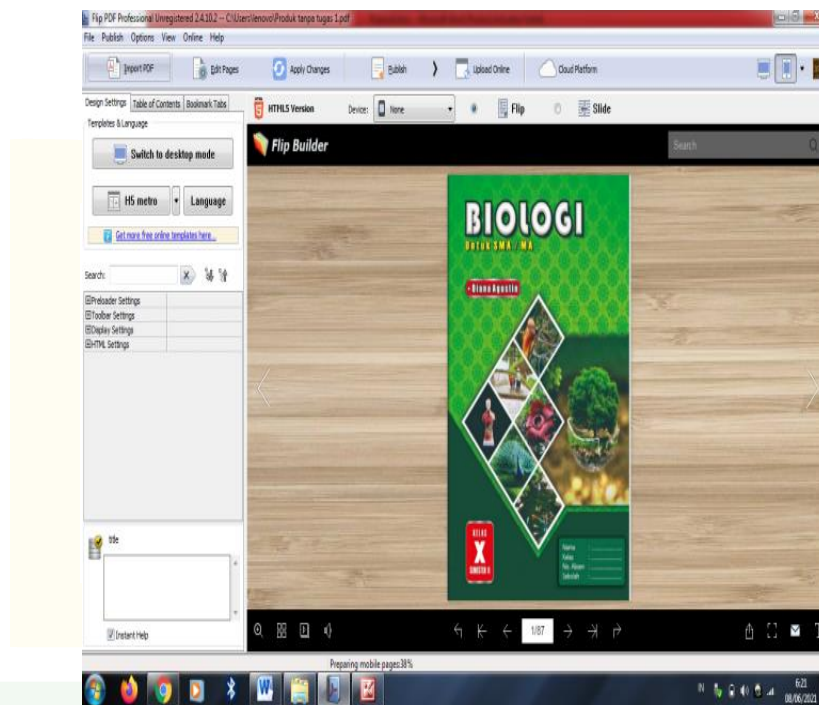 Flip PDF Professional Unregistered 2.4.10.2 -- C:\Users\lenovo\Produk tanpa tugas 1.pdf
File Publish Options View Online Help
Import PDF Edit Pages Apply Changes Publish Upload Online Cloud Platform
Design Settings Table of Contents Bookmark Tabs
HTML5 Version Device: None Flip Slide
Templates & Language
Switch to desktop mode
Flip Builder
Search
H5 metro Language
Get more free online templates here...
Search:
Preloader Settings
Toolbar Settings
Display Settings
HTML Settings
BIOLOGI
Untuk SMA / MA
Diana Agustin
KELAS
X
SEMESTER II
Nama
Kelas
No. Absen
Sekolah
title
Instant Help
1/87
Preparing mobile pages:38%
IN
6:21
08/06/2021